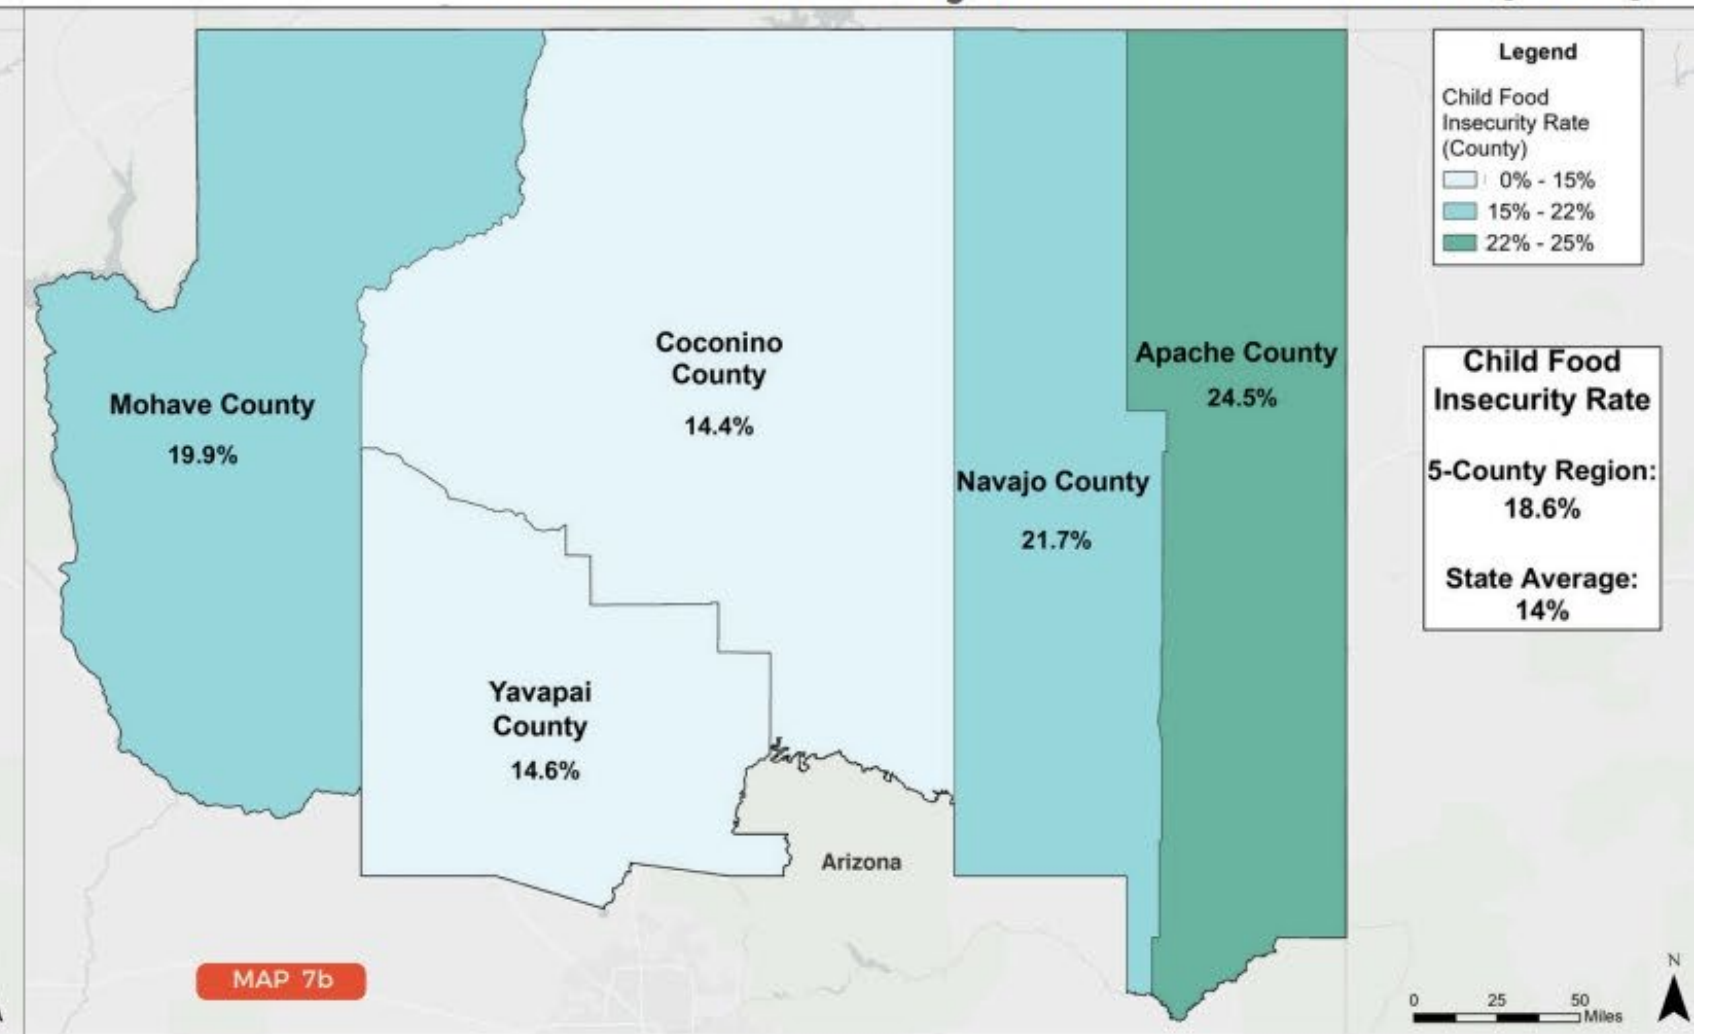 Legend
Child Food
Insecurity Rate
(County)
0% - 15%
15% - 22%
22% - 25%
Coconino
County
14.4%
Apache County
24.5%
Mohave County
19.9%
Navajo County
21.7%
Yavapai
County
14.6%
Arizona
Child Food
Insecurity Rate
5-County Region:
18.6%
State Average:
14%
MAP 7b
N
0 25 50
Miles